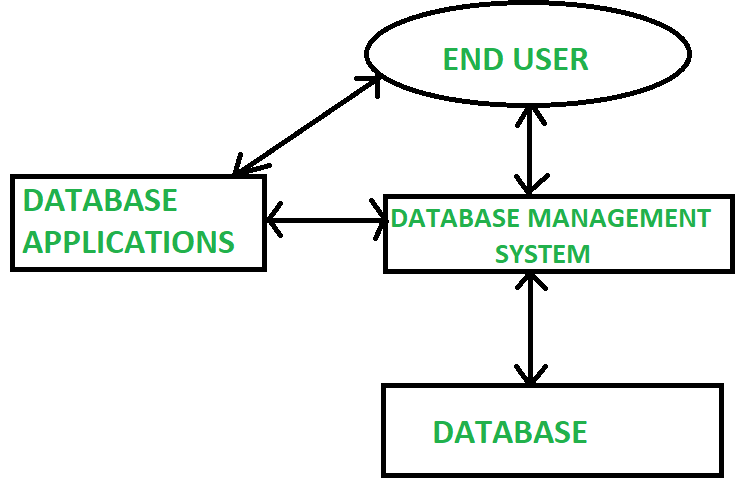 END USER
DATABASE
APPLICATIONS
DATABASE MANAGEMENT
SYSTEM
DATABASE